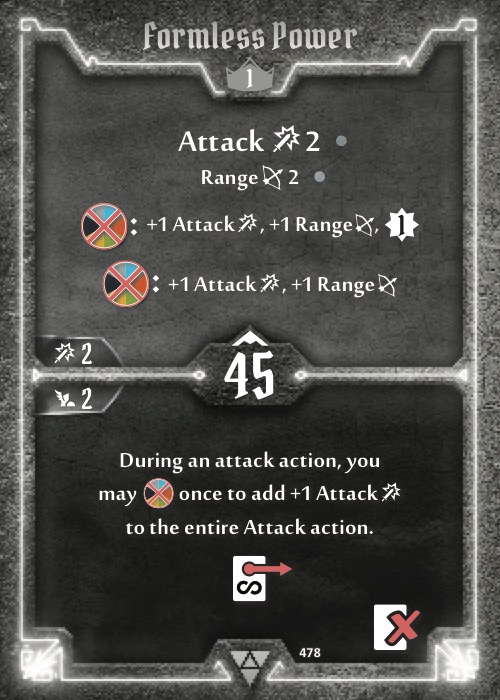 Formless Power
1
Attack 2
Range 2
: +1 Attack, +1 Range, 1
: +1 Attack, +1 Range
2
45
2
During an attack action, you
may once to add +1 Attack
to the entire Attack action.
478